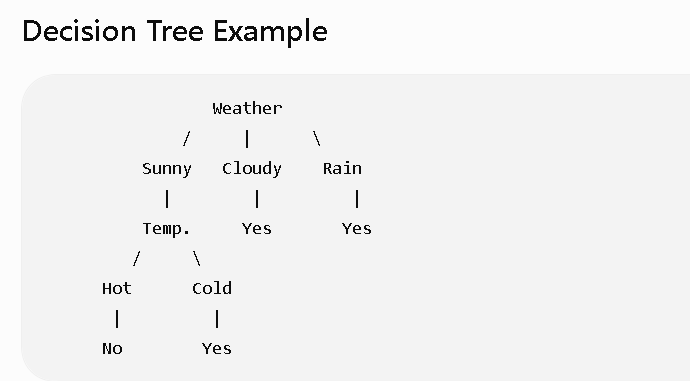 Decision Tree Example
Weather
/ | \
Sunny Cloudy Rain
| | |
Temp. Yes Yes
/ \
Hot Cold
| |
No Yes